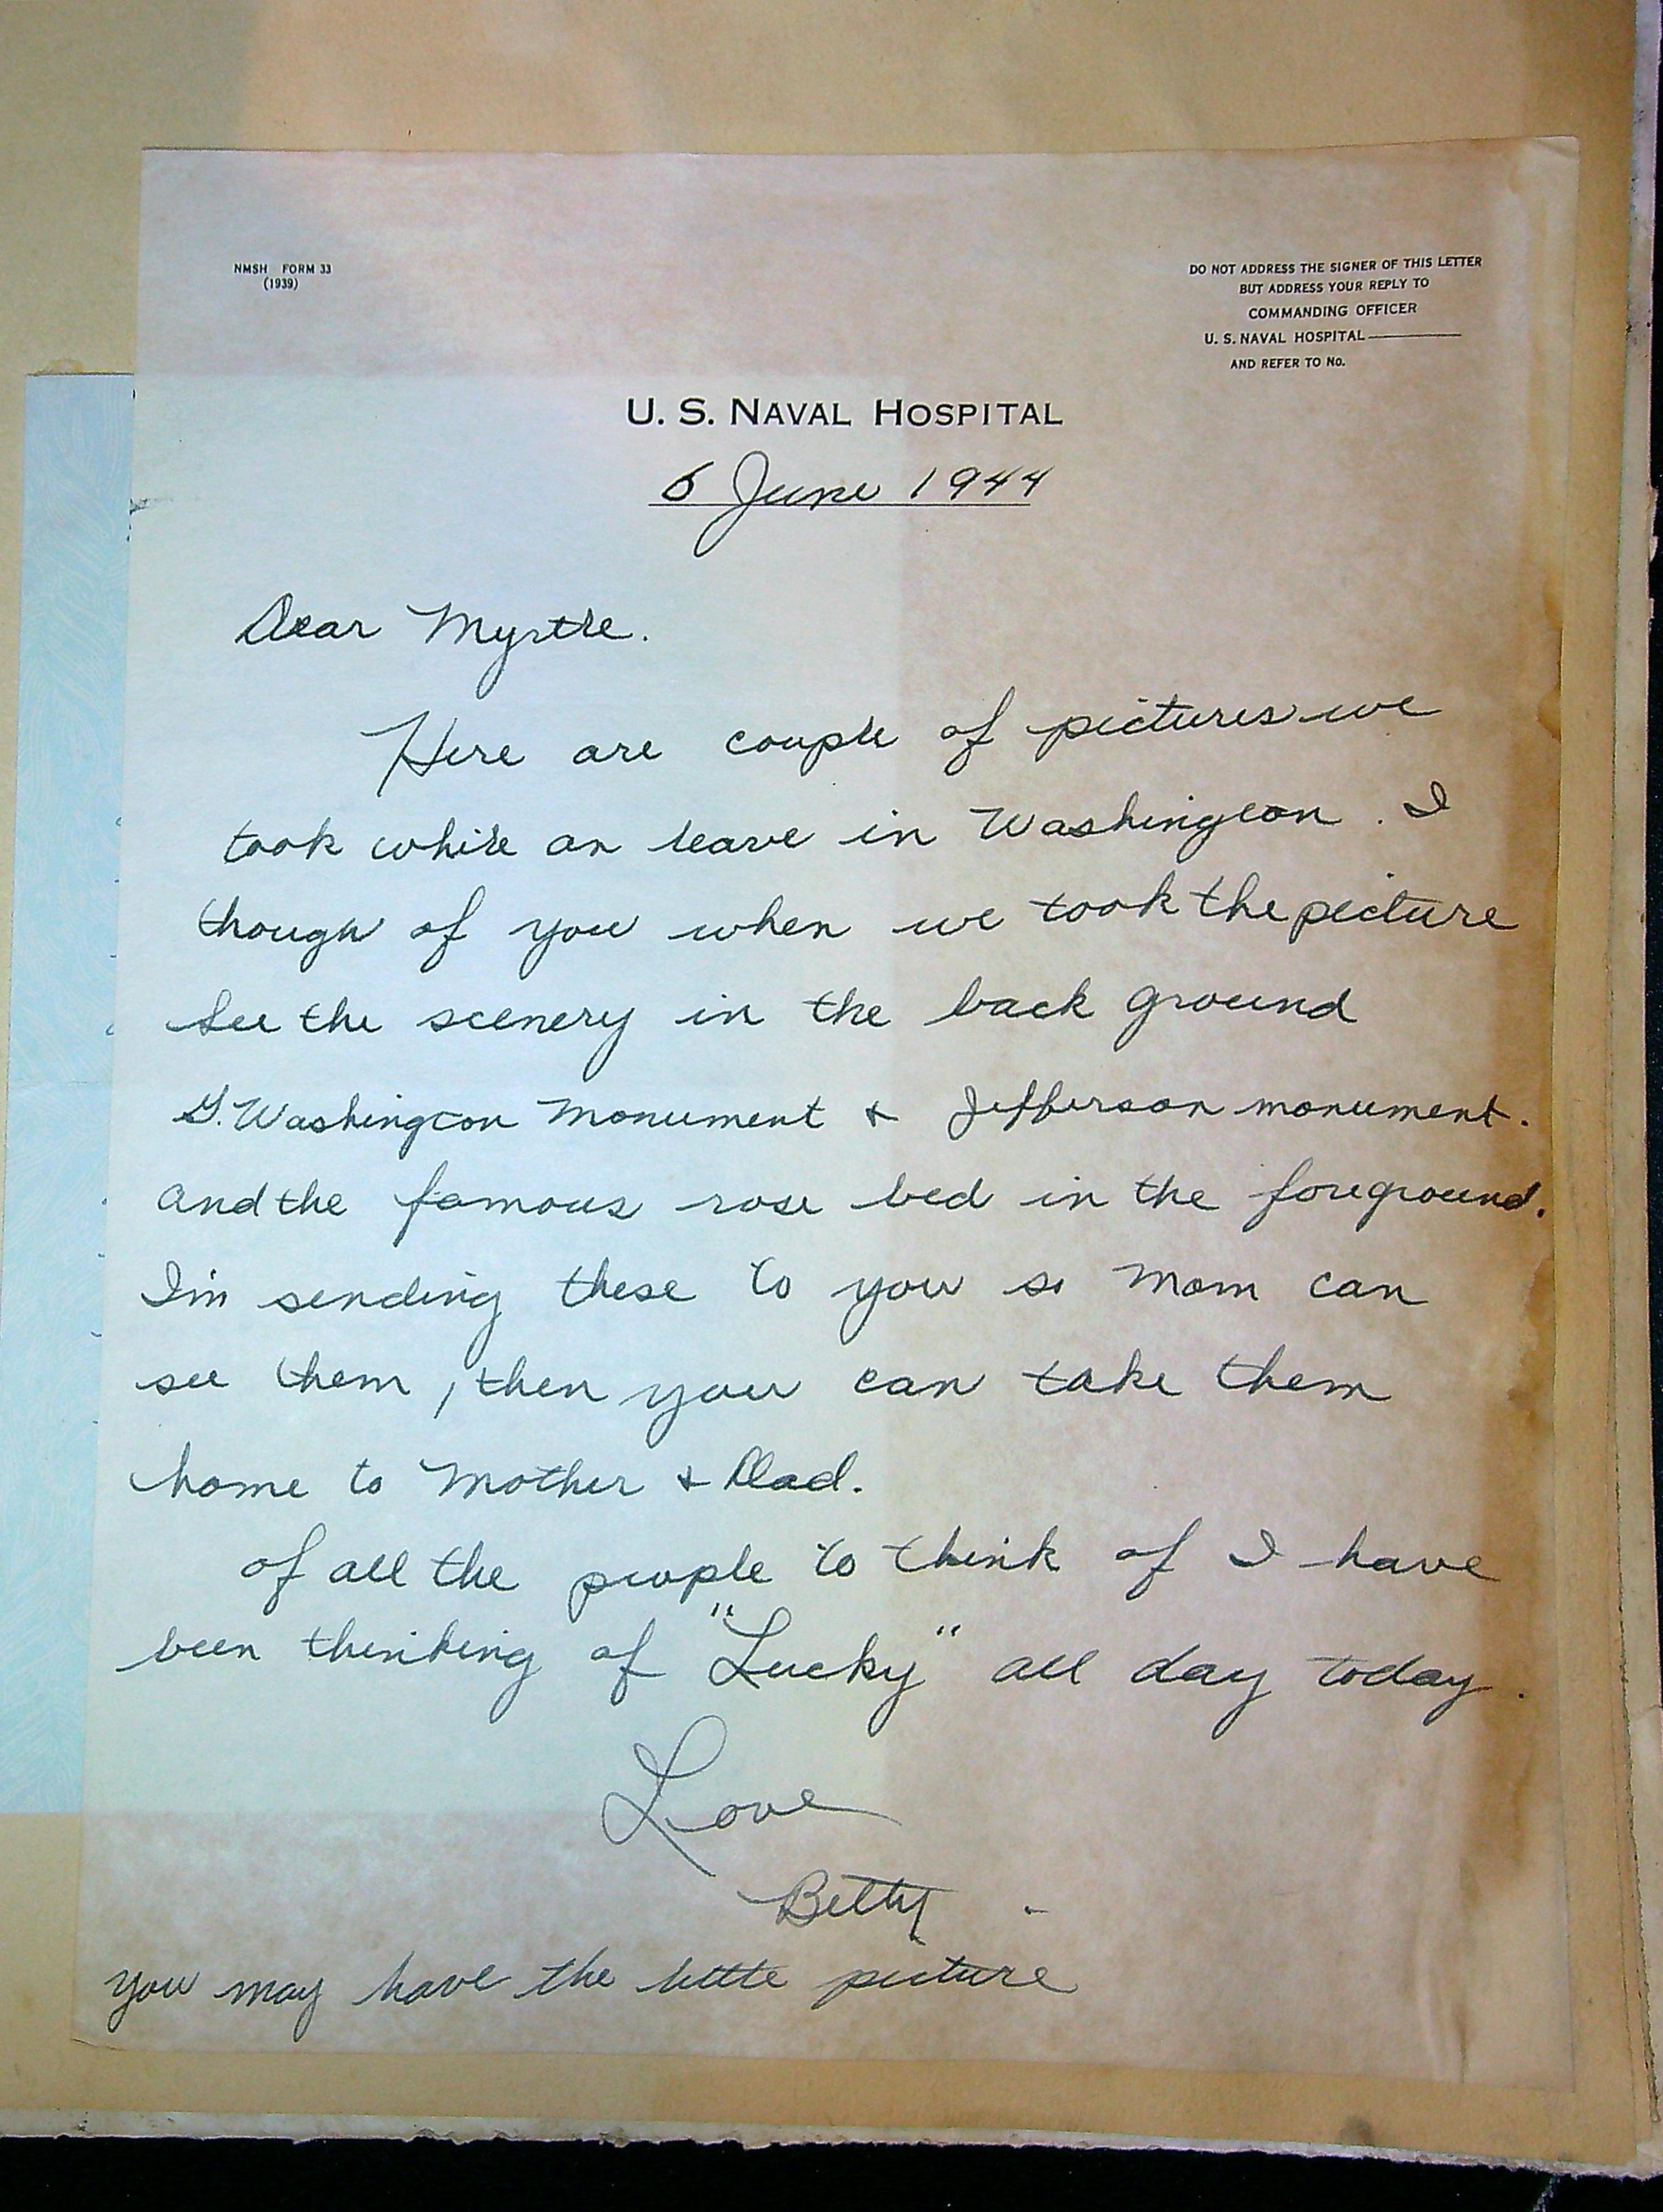 NMSH FORM 33
(1939)
DO NOT ADDRESS THE SIGNER OF THIS LETTER
BUT ADDRESS YOUR REPLY TO
COMMANDING OFFICER
U. S. NAVAL HOSPITAL
AND REFER TO No.
U. S. NAVAL HOSPITAL
6 June 1944
Dear Myrtle.
Here are couple of pictures we
took while on leave in Washington. I
though of you when we took the picture
See the scenery in the back ground
G. Washington Monument & Jefferson monument.
and the famous rose bed in the foreground.
I'm sending these to you so Mom can
see them, then you can take them
home to Mother & Dad.
of all the people to think of I have
been thinking of "Lucky" all day today.
Love
Betty
you may have the little picture